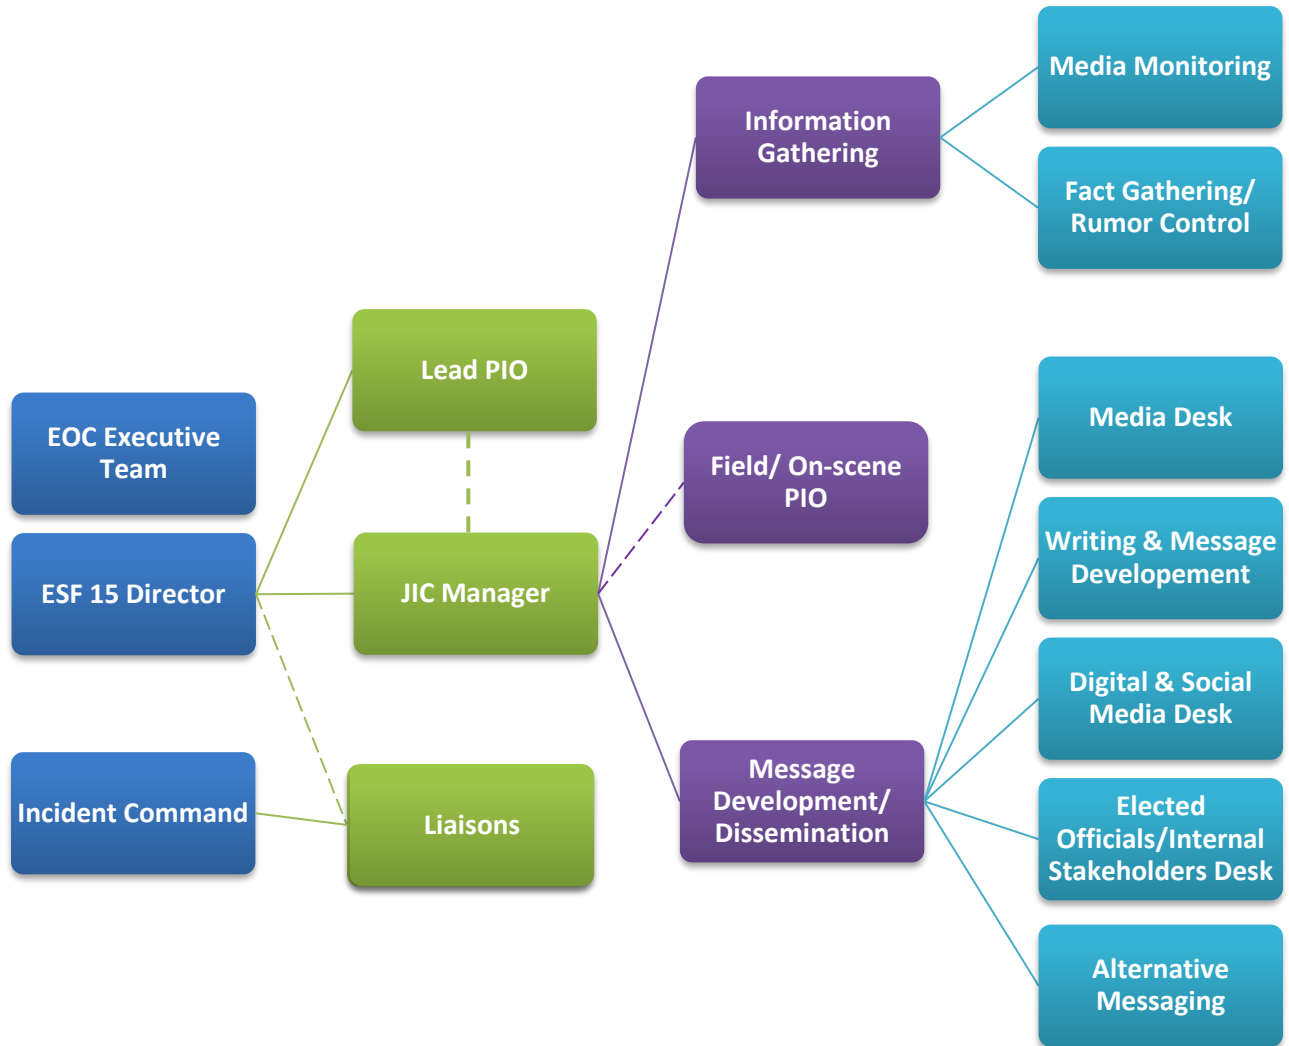 EOC Executive
Team
ESF 15 Director
Incident Command
Lead PIO
JIC Manager
Liaisons
Information
Gathering
Field/ On-scene
PIO
Message
Development/
Dissemination
Media Monitoring
Fact Gathering/
Rumor Control
Media Desk
Writing & Message
Developement
Digital & Social
Media Desk
Elected
Officials/Internal
Stakeholders Desk
Alternative
Messaging